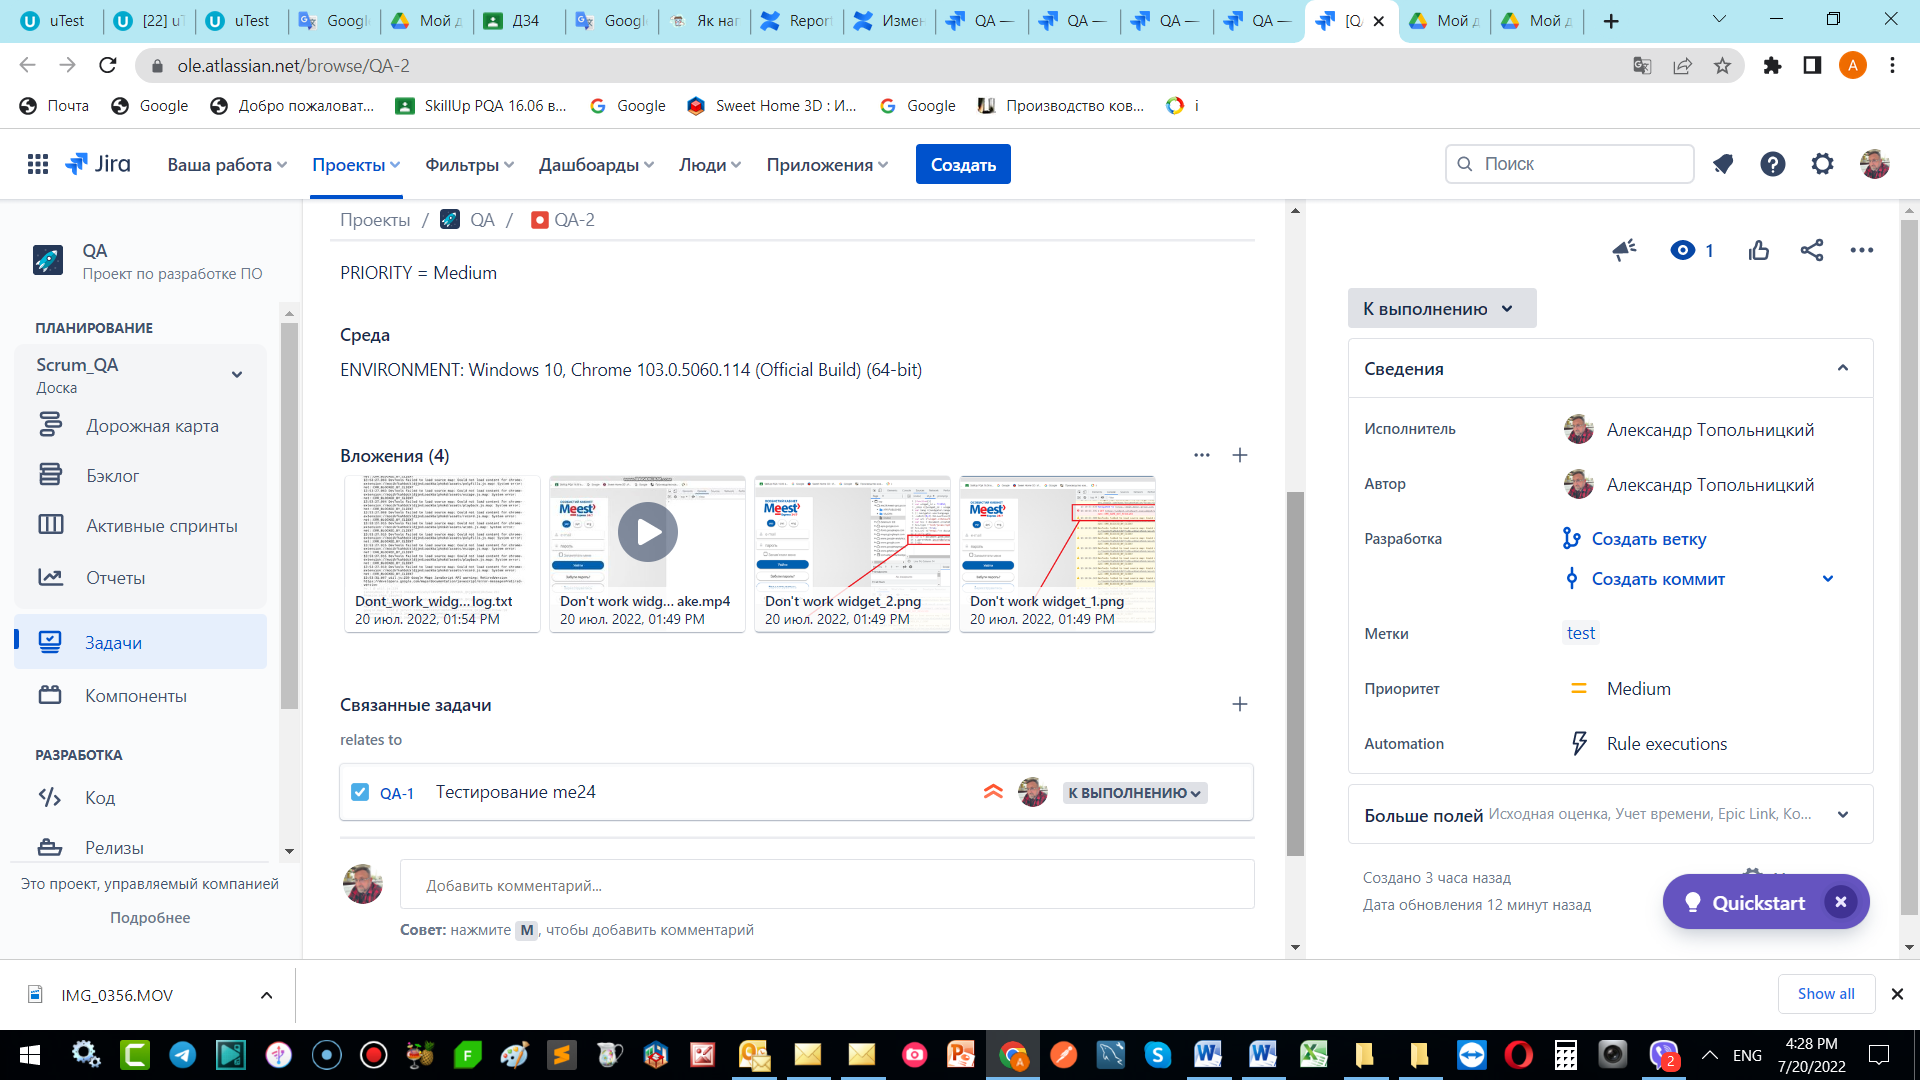 uTest
[22] uT
uTest
Google
Мой д
ДЗ4
Google
Як нап
Report
Измен
QA —
QA —
QA —
QA —
[Q
Мой д
Мой д
ole.atlassian.net/browse/QA-2
A
Почта
Google
Добро пожаловат...
SkillUp PQA 16.06 в...
Google
Sweet Home 3D : И...
Google
Производство ков...
i
Jira
Ваша работа
Проекты
Фильтры
Дашборды
Люди
Приложения
Создать
Поиск
QA
Проект по разработке ПО
ПЛАНИРОВАНИЕ
Scrum_QA
Доска
Дорожная карта
Бэклог
Активные спринты
Отчеты
Задачи
Компоненты
РАЗРАБОТКА
Код
Релизы
Это проект, управляемый компанией
Подробнее
Проекты / QA / QA-2
PRIORITY = Medium
Среда
ENVIRONMENT: Windows 10, Chrome 103.0.5060.114 (Official Build) (64-bit)
Вложения (4)
Dont_work_widg...log.txt
20 июл. 2022, 01:54 PM
Meest
Don't work widg... ake.mp4
20 июл. 2022, 01:49 PM
Meest
Don't work widget_2.png
20 июл. 2022, 01:49 PM
Meest
Don't work widget_1.png
20 июл. 2022, 01:49 PM
Связанные задачи
relates to
QA-1 Тестирование me24
К ВЫПОЛНЕНИЮ
Добавить комментарий...
Совет: нажмите M, чтобы добавить комментарий
1
К выполнению
Сведения
Исполнитель
Александр Топольницкий
Автор
Александр Топольницкий
Разработка
Создать ветку
Создать коммит
Метки
test
Приоритет
Medium
Automation
Rule executions
Больше полей Исходная оценка, Учет времени, Epic Link, Ко...
Создано 3 часа назад
Дата обновления 12 минут назад
Quickstart
IMG_0356.MOV
Show all
2
ENG
4:28 PM
7/20/2022